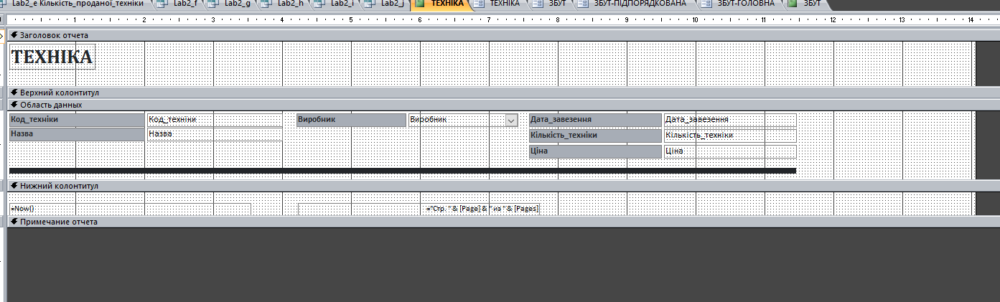 Lab2_e Кількість_проданої_техніки Lab2_f Lab2_g Lab2_h Lab2_i Lab2_j ТЕХНІКА ТЕХНІКА ЗБУТ ЗБУТ-ПІДПОРЯДКОВАНА ЗБУТ-ГОЛОВНА ЗБУТ
1 2 3 4 5 6 7 8 9 10 11 12 13 14
Заголовок отчета
ТЕХНІКА
Верхний колонтитул
Область данных
Код_техніки Код_техніки Виробник Виробник Дата_завезення Дата_завезення
Назва Назва Кількість_техніки Кількість_техніки
Ціна Ціна
Нижний колонтитул
=Now() ="Стр. " & [Page] & " из " & [Pages]
Примечание отчета